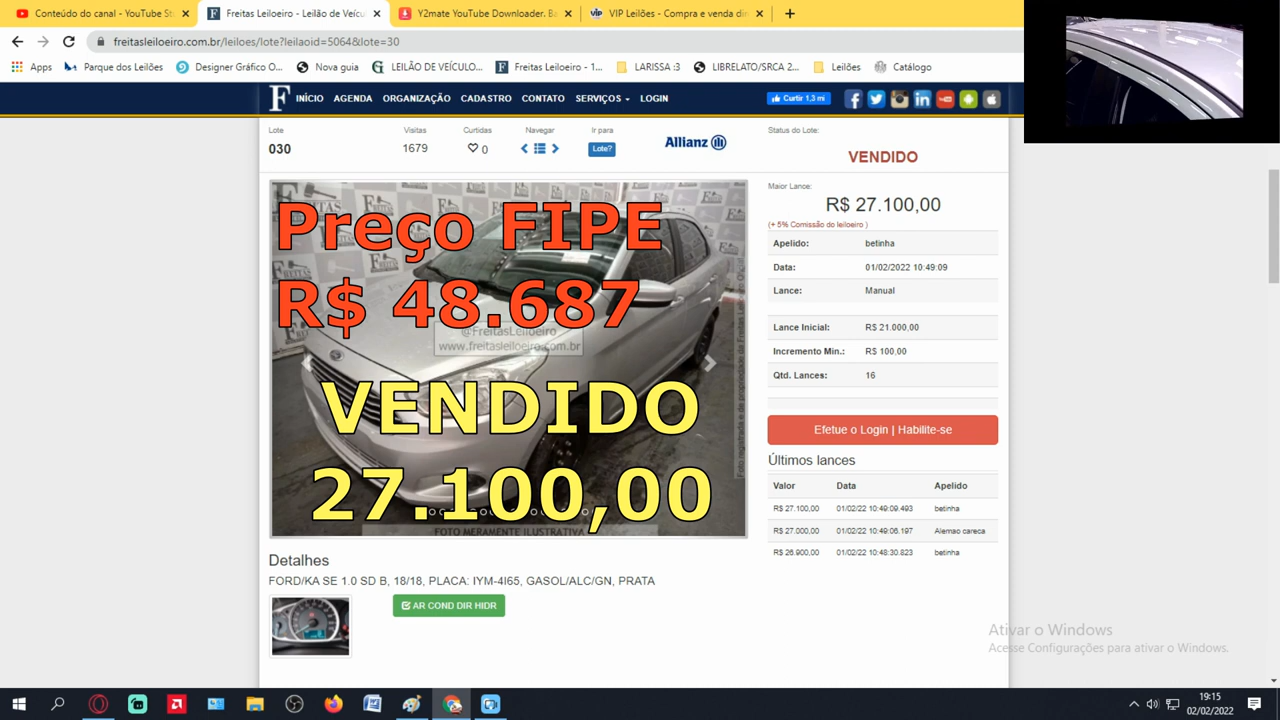 Conteúdo do canal - YouTube St
Freitas Leiloeiro - Leilão de Veícu
Y2mate YouTube Downloader. Ba
VIP Leilões - Compra e venda din
freitasleiloeiro.com.br/leiloes/lote?leilaoid=5064&lote=30
Apps
Parque dos Leilões
Designer Gráfico O...
Nova guia
LEILÃO DE VEÍCULO...
Freitas Leiloeiro - 1...
LARISSA :3
LIBRELATO/SRCA 2...
Leilões
Catálogo
F INÍCIO AGENDA ORGANIZAÇÃO CADASTRO CONTATO SERVIÇOS LOGIN
Curtir 1,3 mi
Lote
030
Visitas
1679
Curtidas
0
Navegar
Ir para
Lote?
Allianz
Status do Lote:
VENDIDO
Maior Lance:
R$ 27.100,00
(+ 5% Comissão do leiloeiro )
Apelido: betinha
Data: 01/02/2022 10:49:09
Lance: Manual
Lance Inicial: R$ 21.000,00
Incremento Min.: R$ 100,00
Qtd. Lances: 16
Efetue o Login | Habilite-se
Últimos lances
Valor Data Apelido
R$ 27.100,00 01/02/22 10:49:09.493 betinha
R$ 27.000,00 01/02/22 10:49:06.197 Alemao careca
R$ 26.900,00 01/02/22 10:48:30.823 betinha
Preço FIPE
R$ 48.687
@FreitasLeiloeiro
www.freitasleiloeiro.com.br
VENDIDO
27.100,00
FOTO MERAMENTE ILUSTRATIVA
Detalhes
FORD/KA SE 1.0 SD B, 18/18, PLACA: IYM-4I65, GASOL/ALC/GN, PRATA
AR COND DIR HIDR
Ativar o Windows
Acesse Configurações para ativar o Windows.
19:15
02/02/2022